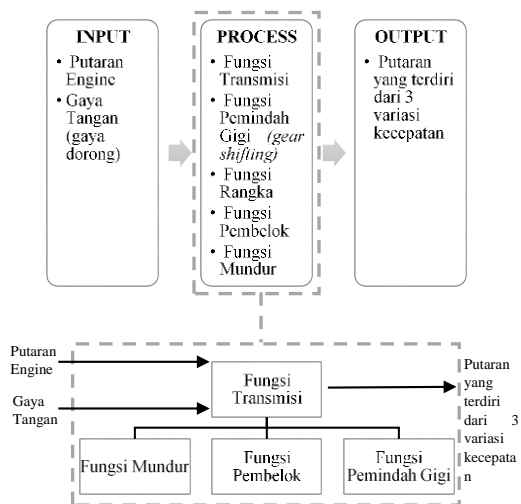 INPUT
• Putaran
Engine
• Gaya
Tangan
(gaya
dorong)
PROCESS
• Fungsi
Transmisi
• Fungsi
Pemindah
Gigi (gear
shifting)
• Fungsi
Rangka
• Fungsi
Pembelok
• Fungsi
Mundur
OUTPUT
• Putaran
yang terdiri
dari 3
variasi
kecepatan
Putaran
Engine
Gaya
Tangan
Fungsi
Transmisi
Fungsi Mundur
Fungsi
Pembelok
Fungsi
Pemindah Gigi
Putaran
yang
terdiri
dari 3
variasi
kecepata
n